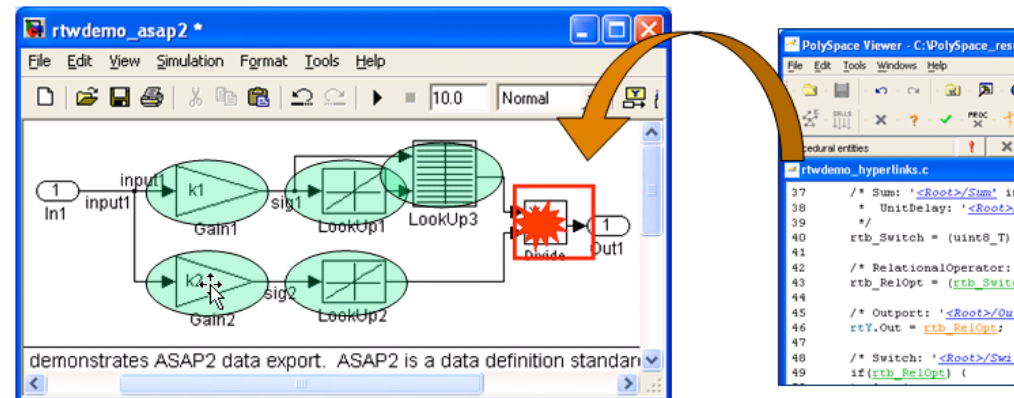 rtwdemo_asap2 *
File Edit View Simulation Format Tools Help
10.0 Normal
1
In1
input1
input1
k1
Gain1
sig1
LookUp1
LookUp3
Divide
1
Out1
k2
Gain2
sig2
LookUp2
demonstrates ASAP2 data export. ASAP2 is a data definition standar
PolySpace Viewer - C:\PolySpace_res
File Edit Tools Windows Help
CALLS
PROC
cedural entities
rtwdemo_hyperlinks.c
37 /* Sum: '<Root>/Sum' i
38 * UnitDelay: '<Root>/
39 */
40 rtb_Switch = (uint8_T)
41
42 /* RelationalOperator:
43 rtb_RelOpt = (rtb_Swit
44
45 /* Outport: '<Root>/Ou
46 rtY.Out = rtb_RelOpt;
47
48 /* Switch: '<Root>/Swi
49 if(rtb_RelOpt) {